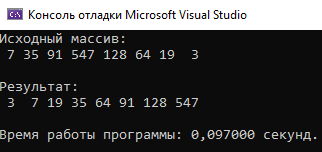 Консоль отладки Microsoft Visual Studio
Исходный массив:
7 35 91 547 128 64 19  3
Результат:
3  7 19 35 64 91 128 547
Время работы программы: 0,097000 секунд.